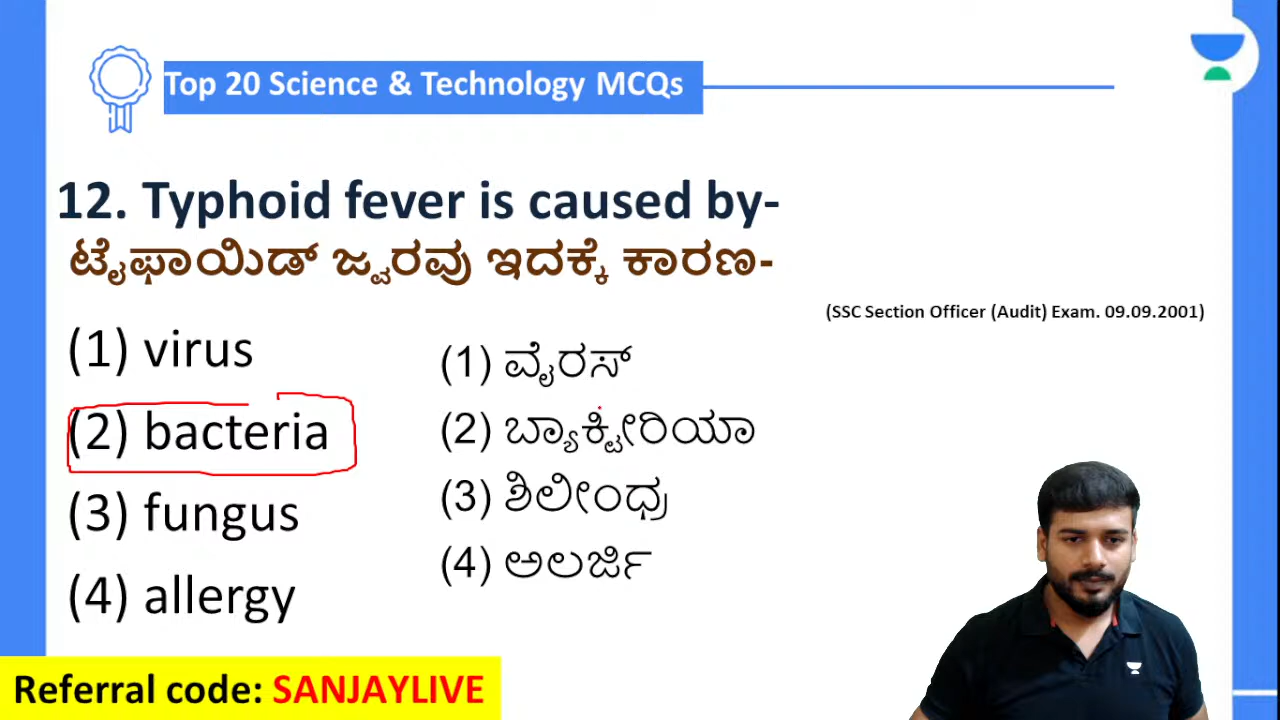 Top 20 Science & Technology MCQs
12. Typhoid fever is caused by-
ಟೈಫಾಯಿಡ್ ಜ್ವರವು ಇದಕ್ಕೆ ಕಾರಣ-
(SSC Section Officer (Audit) Exam. 09.09.2001)
(1) virus
(2) bacteria
(3) fungus
(4) allergy
(1) ವೈರಸ್
(2) ಬ್ಯಾಕ್ಟೀರಿಯಾ
(3) ಶಿಲೀಂಧ್ರ
(4) ಅಲರ್ಜಿ
Referral code: SANJAYLIVE